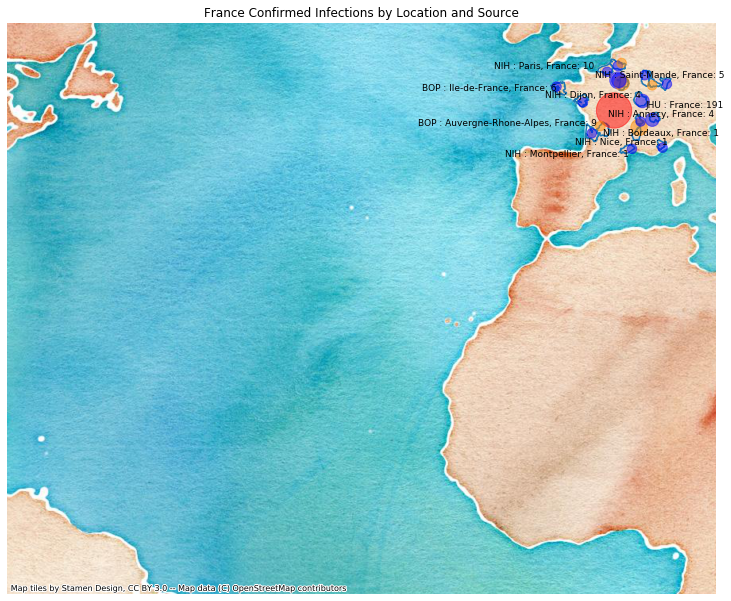 France Confirmed Infections by Location and Source
NIH : Paris, France: 10
NIH : Saint-Mande, France: 5
BOP : Ile-de-France, France: 6
NIH : Dijon, France: 4
JHU : France: 191
NIH : Annecy, France: 4
BOP : Auvergne-Rhone-Alpes, France: 9
NIH : Bordeaux, France: 1
NIH : Nice, France: 1
NIH : Montpellier, France: 1
Map tiles by Stamen Design, CC BY 3.0 -- Map data (C) OpenStreetMap contributors